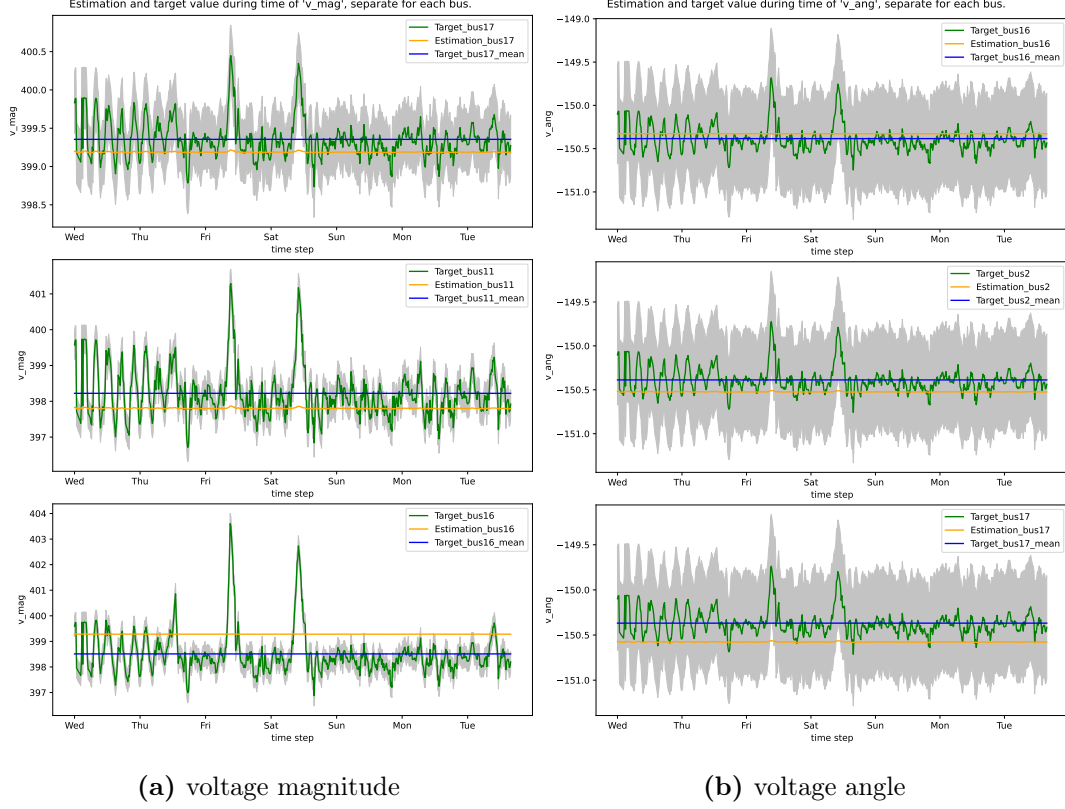 Estimation and target value during time of 'v_mag', separate for each bus.
400.5
400.0
399.5
399.0
398.5
v_mag
Target_bus17
Estimation_bus17
Target_bus17_mean
Wed Thu Fri Sat Sun Mon Tue
time step
401
400
399
398
397
v_mag
Target_bus11
Estimation_bus11
Target_bus11_mean
Wed Thu Fri Sat Sun Mon Tue
time step
404
403
402
401
400
399
398
397
v_mag
Target_bus16
Estimation_bus16
Target_bus16_mean
Wed Thu Fri Sat Sun Mon Tue
time step
(a) voltage magnitude
Estimation and target value during time of 'v_ang', separate for each bus.
−149.0
−149.5
−150.0
−150.5
−151.0
v_ang
Target_bus16
Estimation_bus16
Target_bus16_mean
Wed Thu Fri Sat Sun Mon Tue
time step
−149.5
−150.0
−150.5
−151.0
v_ang
Target_bus2
Estimation_bus2
Target_bus2_mean
Wed Thu Fri Sat Sun Mon Tue
time step
−149.5
−150.0
−150.5
−151.0
v_ang
Target_bus17
Estimation_bus17
Target_bus17_mean
Wed Thu Fri Sat Sun Mon Tue
time step
(b) voltage angle